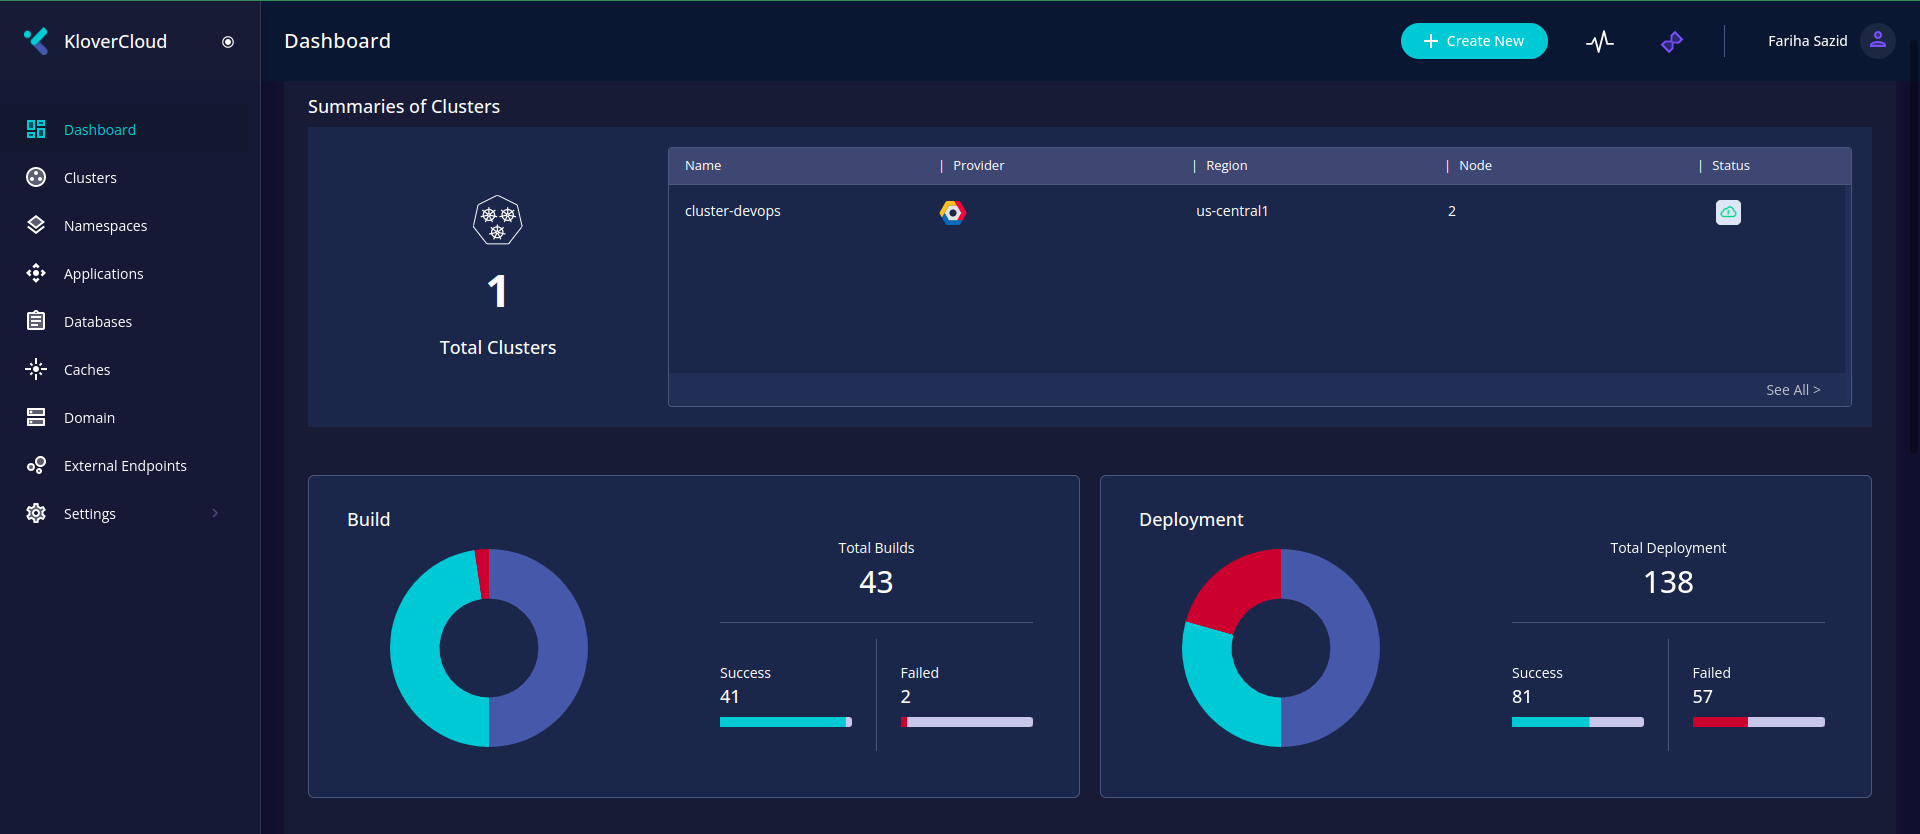 KloverCloud
Dashboard
Create New
Fariha Sazid
Dashboard
Clusters
Namespaces
Applications
Databases
Caches
Domain
External Endpoints
Settings
Summaries of Clusters
1
Total Clusters
Name | Provider | Region | Node | Status
cluster-devops us-central1 2
See All >
Build
Total Builds
43
Success Failed
41 2
Deployment
Total Deployment
138
Success Failed
81 57